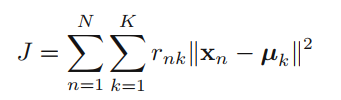 J = \sum_{n=1}^{N} \sum_{k=1}^{K} r_{nk} \| \mathbf{x}_n - \boldsymbol{\mu}_k \|^2